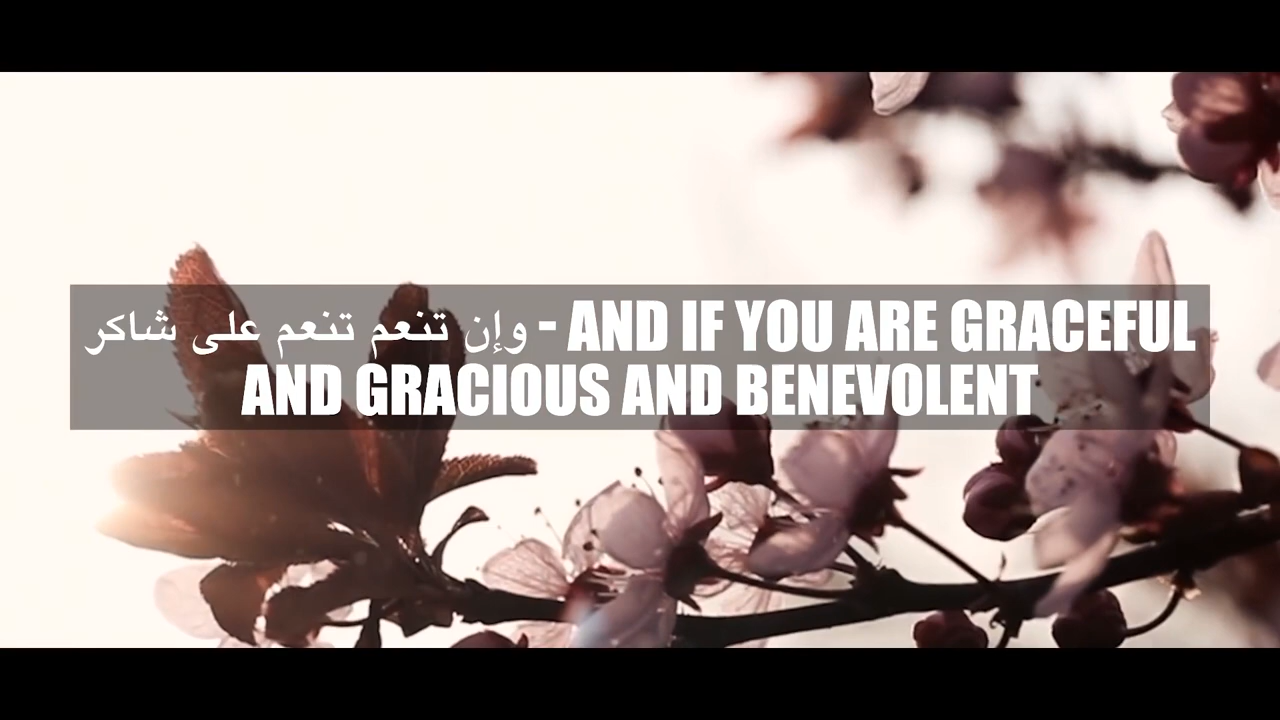 وإن تنعم تنعم على شاكر - AND IF YOU ARE GRACEFUL
AND GRACIOUS AND BENEVOLENT